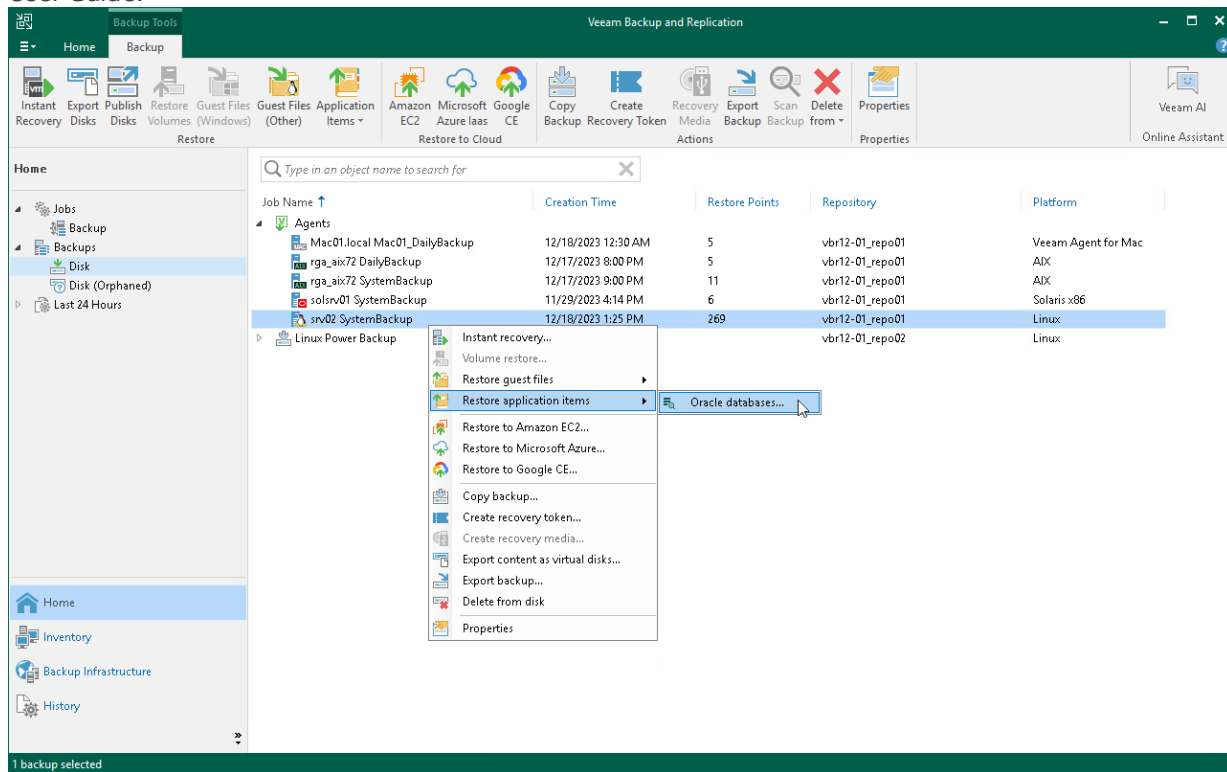 User Guide.
Backup Tools
Veeam Backup and Replication
Home Backup
Instant Recovery
Export Disks
Publish Disks
Restore Volumes
Guest Files (Windows)
Guest Files (Other)
Application Items
Amazon EC2
Microsoft Azure Iaas
Google CE
Copy Backup
Create Recovery Token
Recovery Media
Export Backup
Scan Backup
Delete from
Properties
Veeam AI
Restore
Restore to Cloud
Actions
Properties
Online Assistant
Home
Type in an object name to search for
Jobs
Backup
Backups
Disk
Disk (Orphaned)
Last 24 Hours
Job Name Creation Time Restore Points Repository Platform
Agents
Mac01.local Mac01_DailyBackup 12/18/2023 12:30 AM 5 vbr12-01_repo01 Veeam Agent for Mac
rga_aix72 DailyBackup 12/17/2023 8:00 PM 5 vbr12-01_repo01 AIX
rga_aix72 SystemBackup 12/17/2023 9:00 PM 11 vbr12-01_repo01 AIX
solsrv01 SystemBackup 11/29/2023 4:14 PM 6 vbr12-01_repo01 Solaris x86
srv02 SystemBackup 12/18/2023 1:25 PM 269 vbr12-01_repo01 Linux
Linux Power Backup vbr12-01_repo02 Linux
Instant recovery...
Volume restore...
Restore guest files
Restore application items
Oracle databases...
Restore to Amazon EC2...
Restore to Microsoft Azure...
Restore to Google CE...
Copy backup...
Create recovery token...
Create recovery media...
Export content as virtual disks...
Export backup...
Delete from disk
Properties
Home
Inventory
Backup Infrastructure
History
1 backup selected